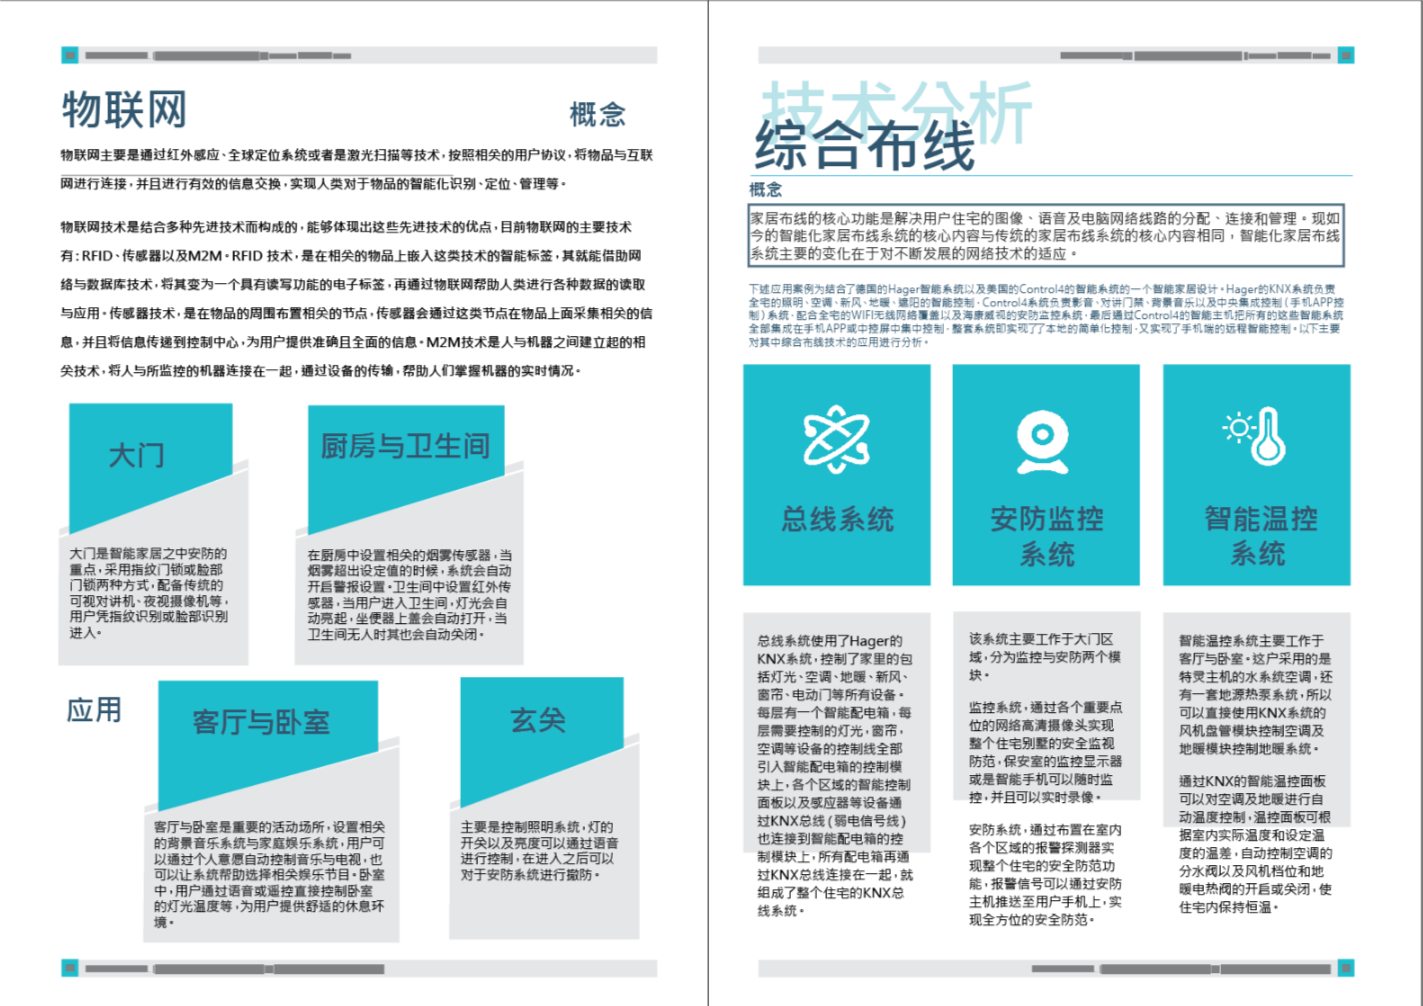 物联网
概念
物联网主要是通过红外感应、全球定位系统或者是激光扫描等技术，按照相关的用户协议，将物品与互联
网进行连接，并且进行有效的信息交换，实现人类对于物品的智能化识别、定位、管理等。
物联网技术是结合多种先进技术而构成的，能够体现出这些先进技术的优点，目前物联网的主要技术
有：RFID、传感器以及M2M。RFID 技术，是在相关的物品上嵌入这类技术的智能标签，其就能借助网
络与数据库技术，将其变为一个具有读写功能的电子标签，再通过物联网帮助人类进行各种数据的读取
与应用。传感器技术，是在物品的周围布置相关的节点，传感器会通过这类节点在物品上面采集相关的信
息，并且将信息传递到控制中心，为用户提供准确且全面的信息。M2M技术是人与机器之间建立起的相
关技术，将人与所监控的机器连接在一起，通过设备的传输，帮助人们掌握机器的实时情况。
大门
大门是智能家居之中安防的
重点，采用指纹门锁或脸部
门锁两种方式，配备传统的
可视对讲机、夜视摄像机等，
用户凭指纹识别或脸部识别
进入。
厨房与卫生间
在厨房中设置相关的烟雾传感器，当
烟雾超出设定值的时候，系统会自动
开启警报设置。卫生间中设置红外传
感器，当用户进入卫生间，灯光会自
动亮起，坐便器上盖会自动打开，当
卫生间无人时其也会自动关闭。
应用
客厅与卧室
客厅与卧室是重要的活动场所，设置相关
的背景音乐系统与家庭娱乐系统，用户可
以通过个人意愿自动控制音乐与电视，也
可以让系统帮助选择相关娱乐节目。卧室
中，用户通过语音或遥控直接控制卧室
的灯光温度等，为用户提供舒适的休息环
境。
玄关
主要是控制照明系统，灯的
开关以及亮度可以通过语音
进行控制，在进入之后可以
对于安防系统进行撤防。
技术分析
综合布线
概念
家居布线的核心功能是解决用户住宅的图像、语音及电脑网络线路的分配、连接和管理。现如
今的智能化家居布线系统的核心内容与传统的家居布线系统的核心内容相同，智能化家居布线
系统主要的变化在于对不断发展的网络技术的适应。
下述应用案例为结合了德国的Hager智能系统以及美国的Control4的智能系统的一个智能家居设计。Hager的KNX系统负责
全宅的照明、空调、新风、地暖、遮阳的智能控制，Control4系统负责影音、对讲门禁、背景音乐以及中央集成控制（手机APP控
制）系统，配合全宅的WIFI无线网络覆盖以及海康威视的安防监控系统，最后通过Control4的智能主机把所有的这些智能系统
全部集成在手机APP或中控屏中集中控制，整套系统即实现了了本地的简单化控制，又实现了手机端的远程智能控制。以下主要
对其中综合布线技术的应用进行分析。
总线系统
总线系统使用了Hager的
KNX系统，控制了家里的包
括灯光、空调、地暖、新风、
窗帘、电动门等所有设备。
每层有一个智能配电箱，每
层需要控制的灯光，窗帘，
空调等设备的控制线全部
引入智能配电箱的控制模
块上，各个区域的智能控制
面板以及感应器等设备通
过KNX总线（弱电信号线）
也连接到智能配电箱的控
制模块上，所有配电箱再通
过KNX总线连接在一起，就
组成了整个住宅的KNX总
线系统。
安防监控
系统
该系统主要工作于大门区
域，分为监控与安防两个模
块。
监控系统，通过各个重要点
位的网络高清摄像头实现
整个住宅别墅的安全监视
防范，保安室的监控显示器
或是智能手机可以随时监
控，并且可以实时录像。
安防系统，通过布置在室内
各个区域的报警探测器实
现整个住宅的安全防范功
能，报警信号可以通过安防
主机推送至用户手机上，实
现全方位的安全防范。
智能温控
系统
智能温控系统主要工作于
客厅与卧室。这户采用的是
特灵主机的水系统空调，还
有一套地源热泵系统，所以
可以直接使用KNX系统的
风机盘管模块控制空调及
地暖模块控制地暖系统。
通过KNX的智能温控面板
可以对空调及地暖进行自
动温度控制，温控面板可根
据室内实际温度和设定温
度的温差，自动控制空调的
分水阀以及风机档位和地
暖电热阀的开启或关闭，使
住宅内保持恒温。